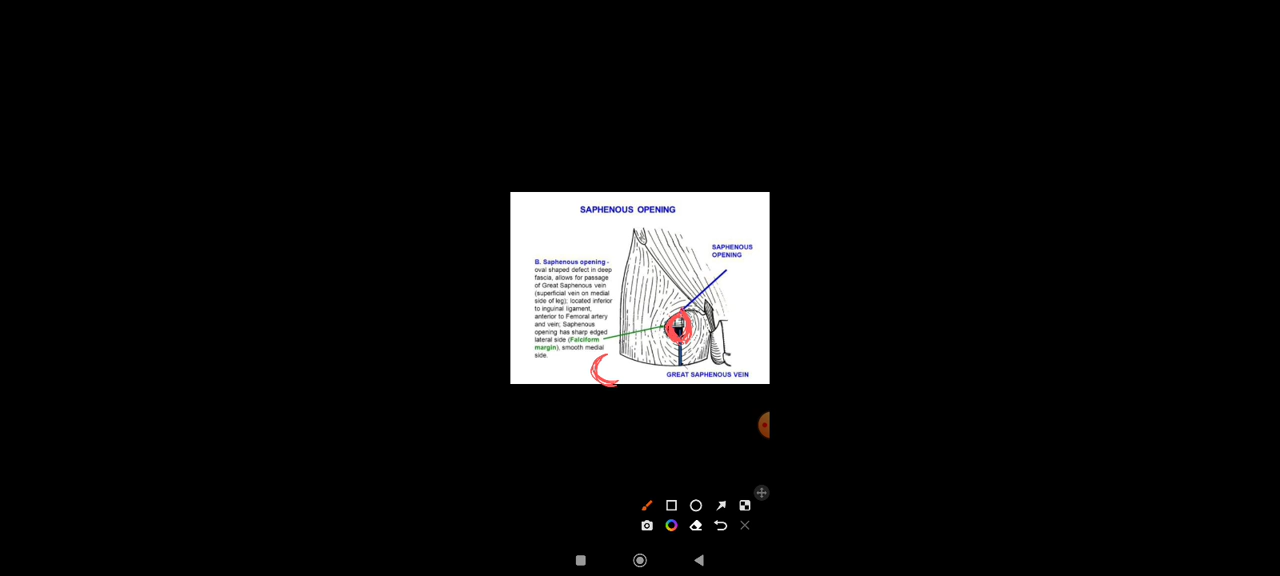 SAPHENOUS OPENING
SAPHENOUS
OPENING
B. Saphenous opening -
oval shaped defect in deep
fascia, allows for passage
of Great Saphenous vein
(superficial vein on medial
side of leg); located inferior
to inguinal ligament,
anterior to Femoral artery
and vein; Saphenous
opening has sharp edged
lateral side (Falciform
margin), smooth medial
side.
GREAT SAPHENOUS VEIN